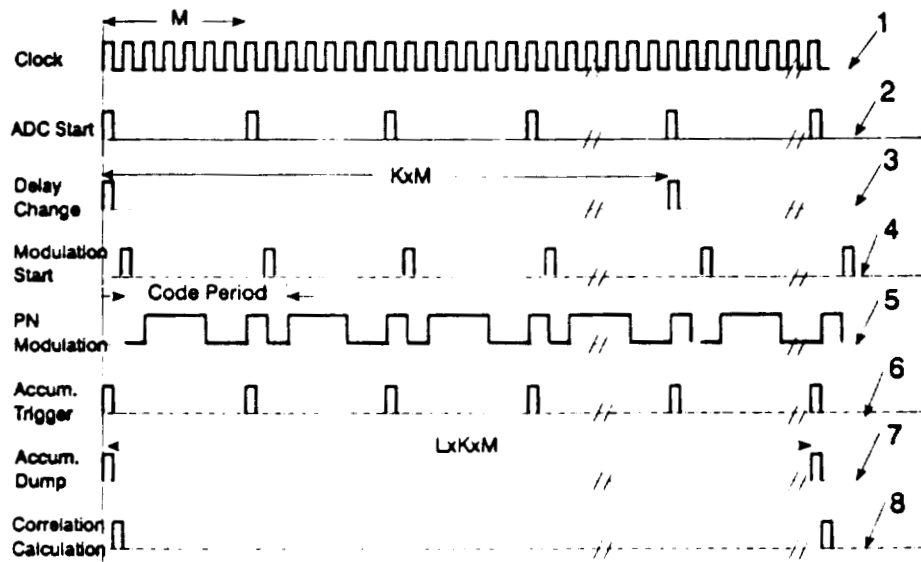 M
Clock
1
ADC Start
2
KxM
Delay
Change
3
Modulation
Start
4
Code Period
PN
Modulation
5
Accum.
Trigger
6
LxKxM
Accum.
Dump
7
Correlation
Calculation
8